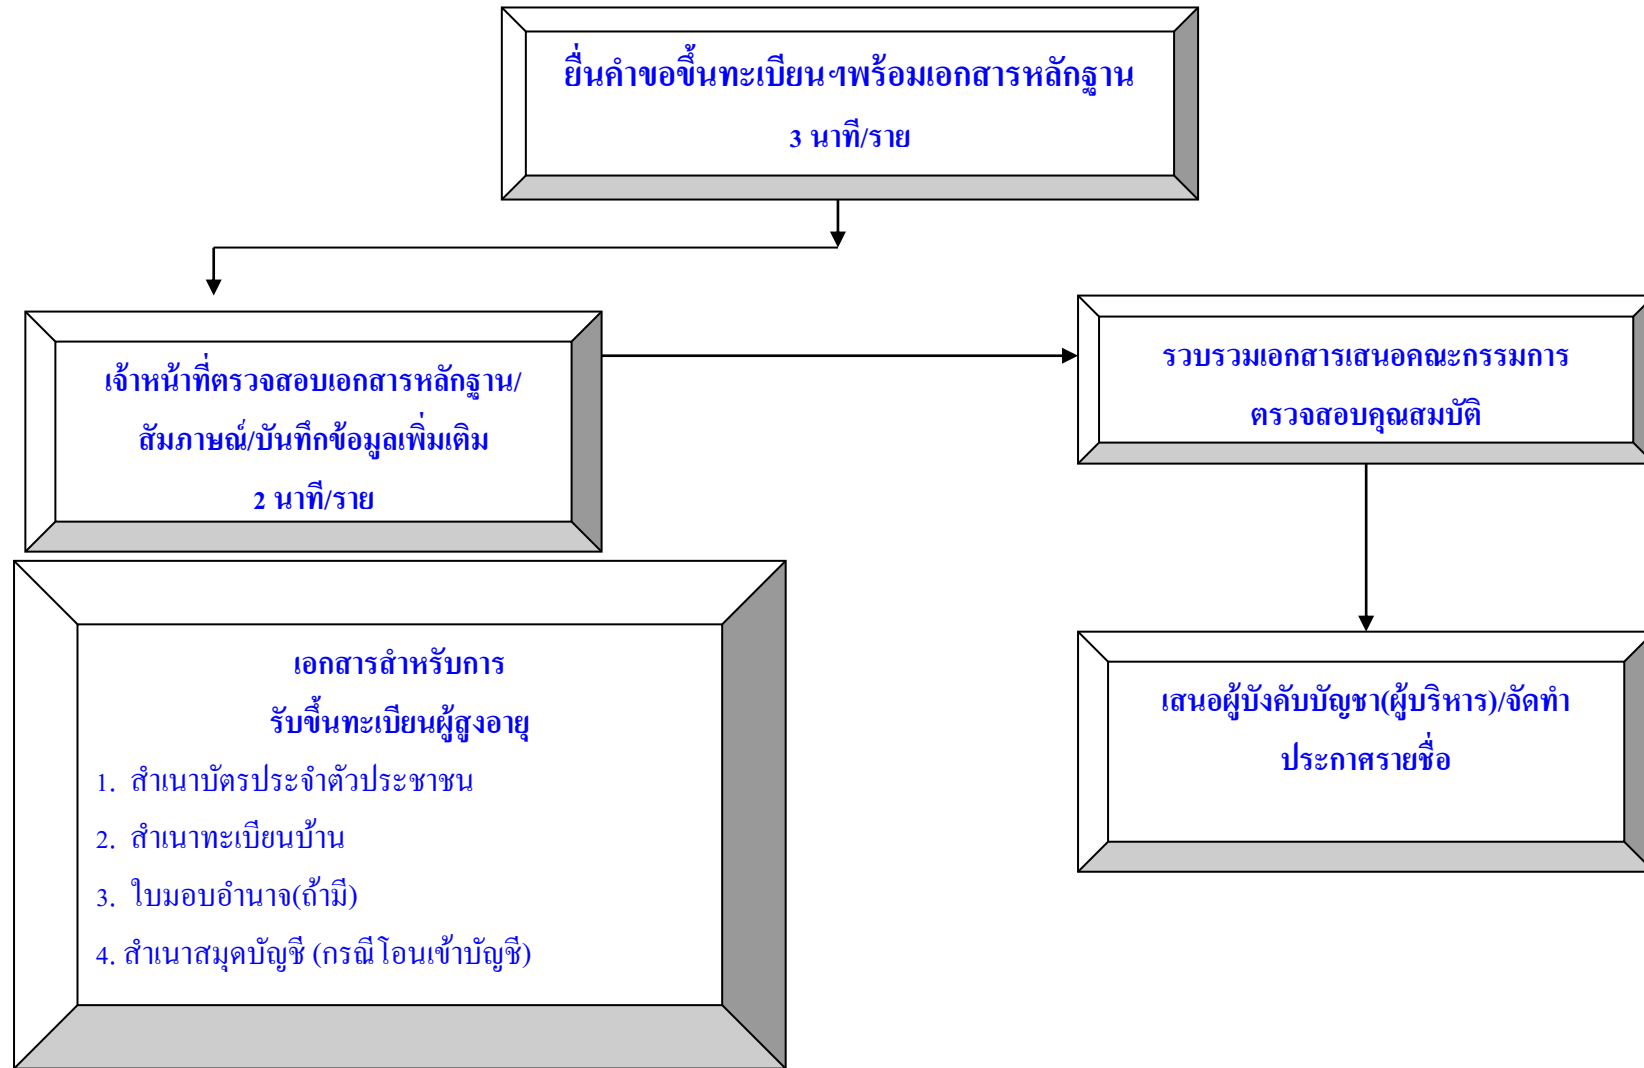 ยื่นคำขอขึ้นทะเบียนฯพร้อมเอกสารหลักฐาน
3 นาที/ราย
เจ้าหน้าที่ตรวจสอบเอกสารหลักฐาน/
สัมภาษณ์/บันทึกข้อมูลเพิ่มเติม
2 นาที/ราย
รวบรวมเอกสารเสนอคณะกรรมการ
ตรวจสอบคุณสมบัติ
เอกสารสำหรับการ
รับขึ้นทะเบียนผู้สูงอายุ
1. สำเนาบัตรประจำตัวประชาชน
2. สำเนาทะเบียนบ้าน
3. ใบมอบอำนาจ(ถ้ามี)
4. สำเนาสมุดบัญชี (กรณีโอนเข้าบัญชี)
เสนอผู้บังคับบัญชา(ผู้บริหาร)/จัดทำ
ประกาศรายชื่อ